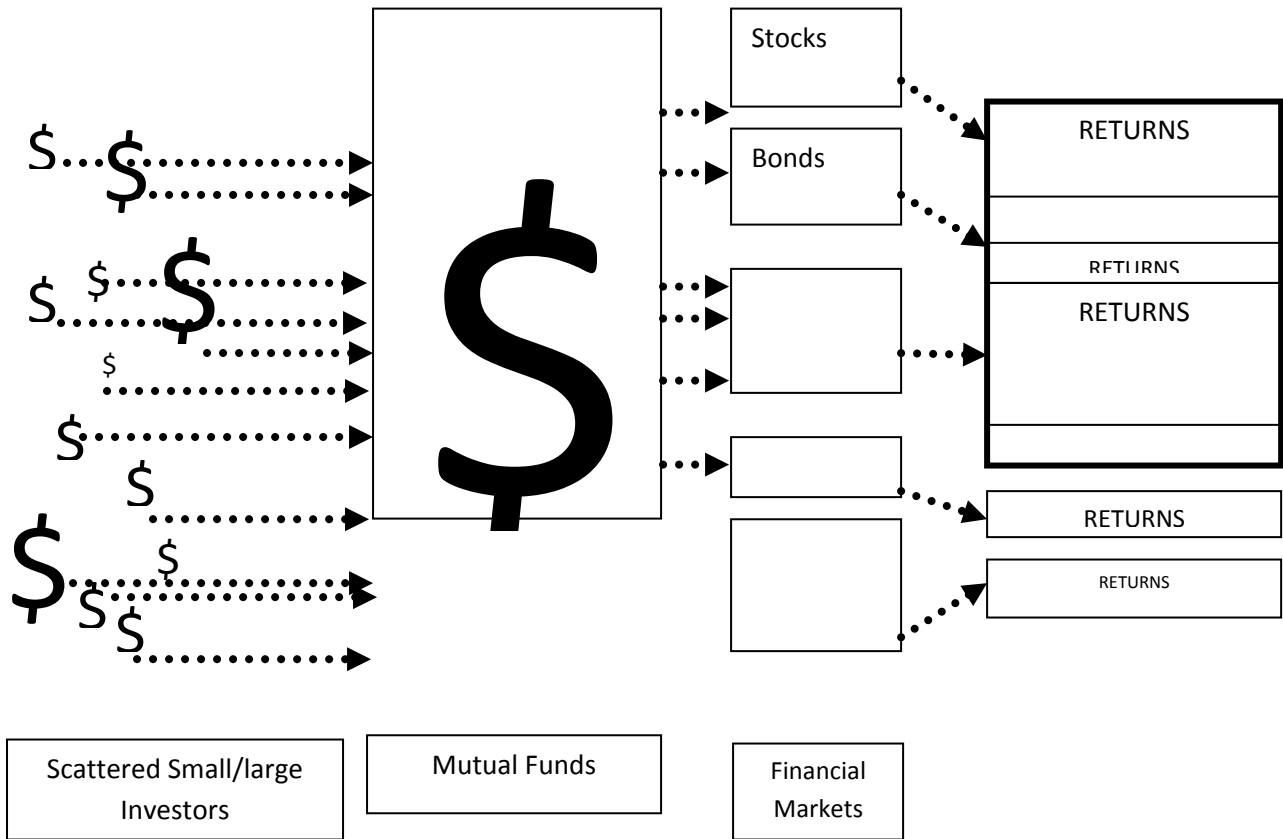 Stocks
RETURNS
Bonds
RETURNS
RETURNS
RETURNS
RETURNS
$
$
$
$
$
$
$
$
$
$
$
$
$
Scattered Small/large
Investors
Mutual Funds
Financial
Markets